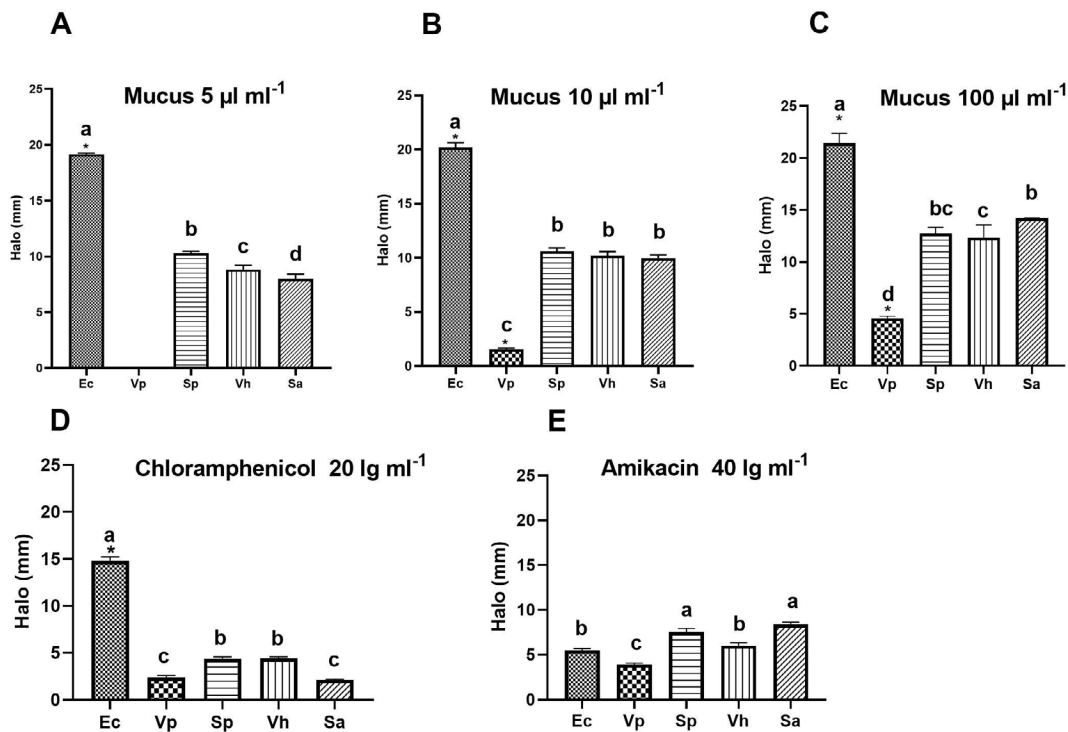 A
Mucus 5 µl ml⁻¹
Halo (mm)
25
20
15
10
5
0
a
*
b
c
d
Ec Vp Sp Vh Sa
B
Mucus 10 µl ml⁻¹
Halo (mm)
25
20
15
10
5
0
a
*
c
*
b
b
b
Ec Vp Sp Vh Sa
C
Mucus 100 µl ml⁻¹
Halo (mm)
25
20
15
10
5
0
a
*
d
*
bc
c
b
Ec Vp Sp Vh Sa
D
Chloramphenicol 20 lg ml⁻¹
Halo (mm)
25
20
15
10
5
0
a
*
c
b
b
c
Ec Vp Sp Vh Sa
E
Amikacin 40 lg ml⁻¹
Halo (mm)
25
20
15
10
5
0
b
c
a
b
a
Ec Vp Sp Vh Sa